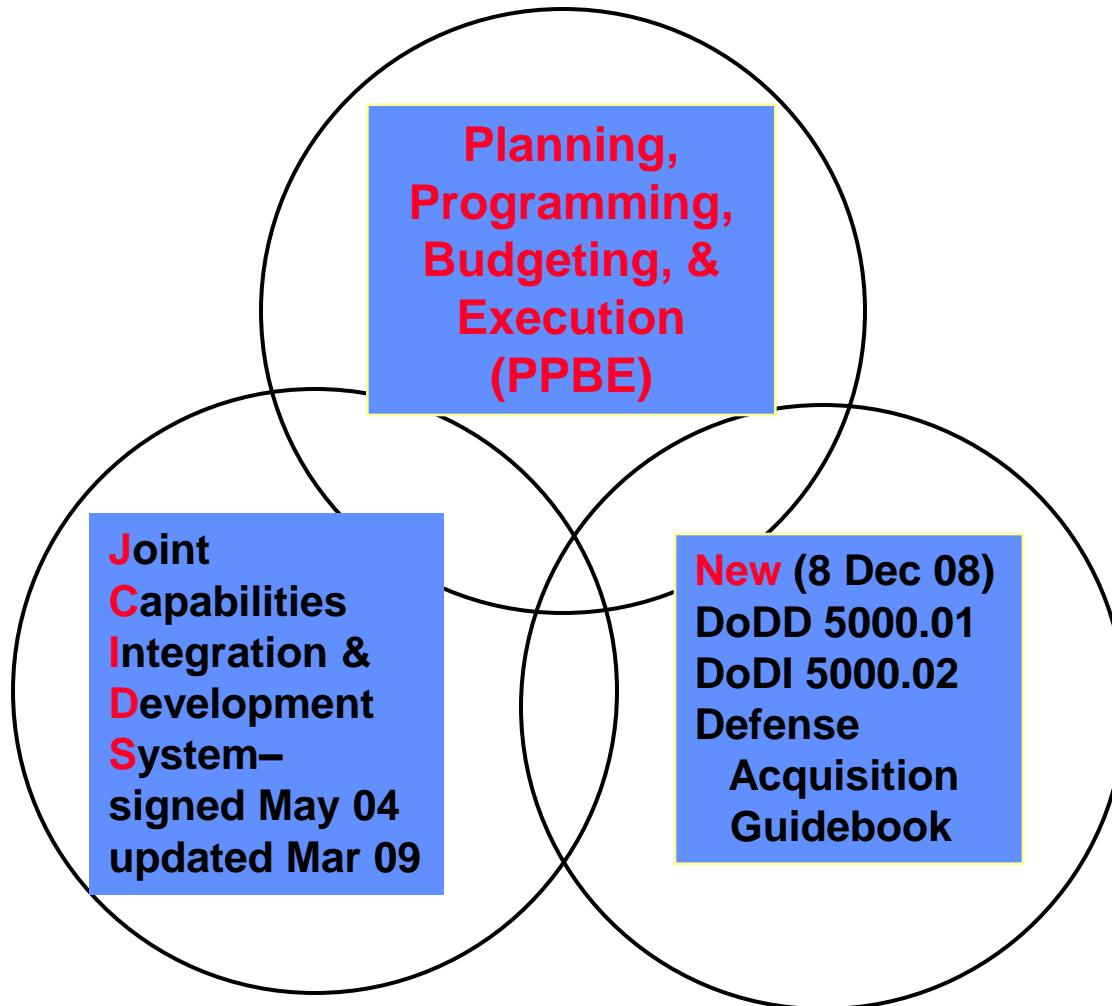 Planning,
Programming,
Budgeting, &
Execution
(PPBE)
Joint
Capabilities
Integration &
Development
System–
signed May 04
updated Mar 09
New (8 Dec 08)
DoDD 5000.01
DoDI 5000.02
Defense
Acquisition
Guidebook